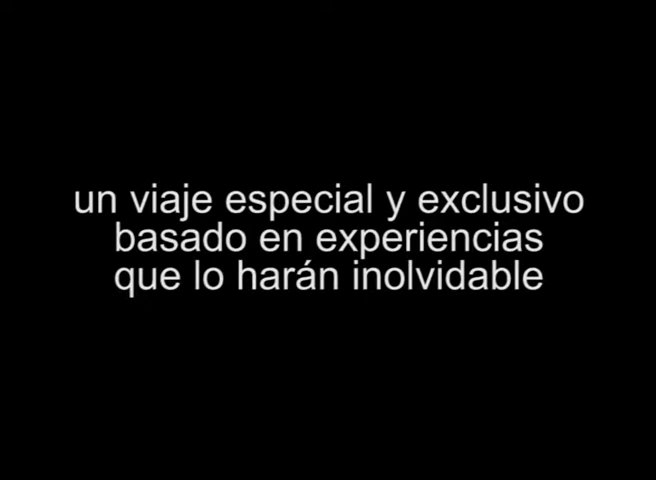 un viaje especial y exclusivo
basado en experiencias
que lo harán inolvidable